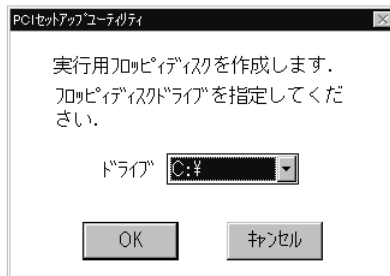 PCIｾｯﾄｱｯﾌﾟﾕｰﾃｨﾘﾃｨ
実行用ﾌﾛｯﾋﾟｨﾃﾞｨｽｸを作成します.
ﾌﾛｯﾋﾟｨﾃﾞｨｽｸﾄﾞﾗｲﾌﾞを指定してくだ
さい.
ﾄﾞﾗｲﾌﾞ C:¥
OK ｷｬﾝｾﾙ